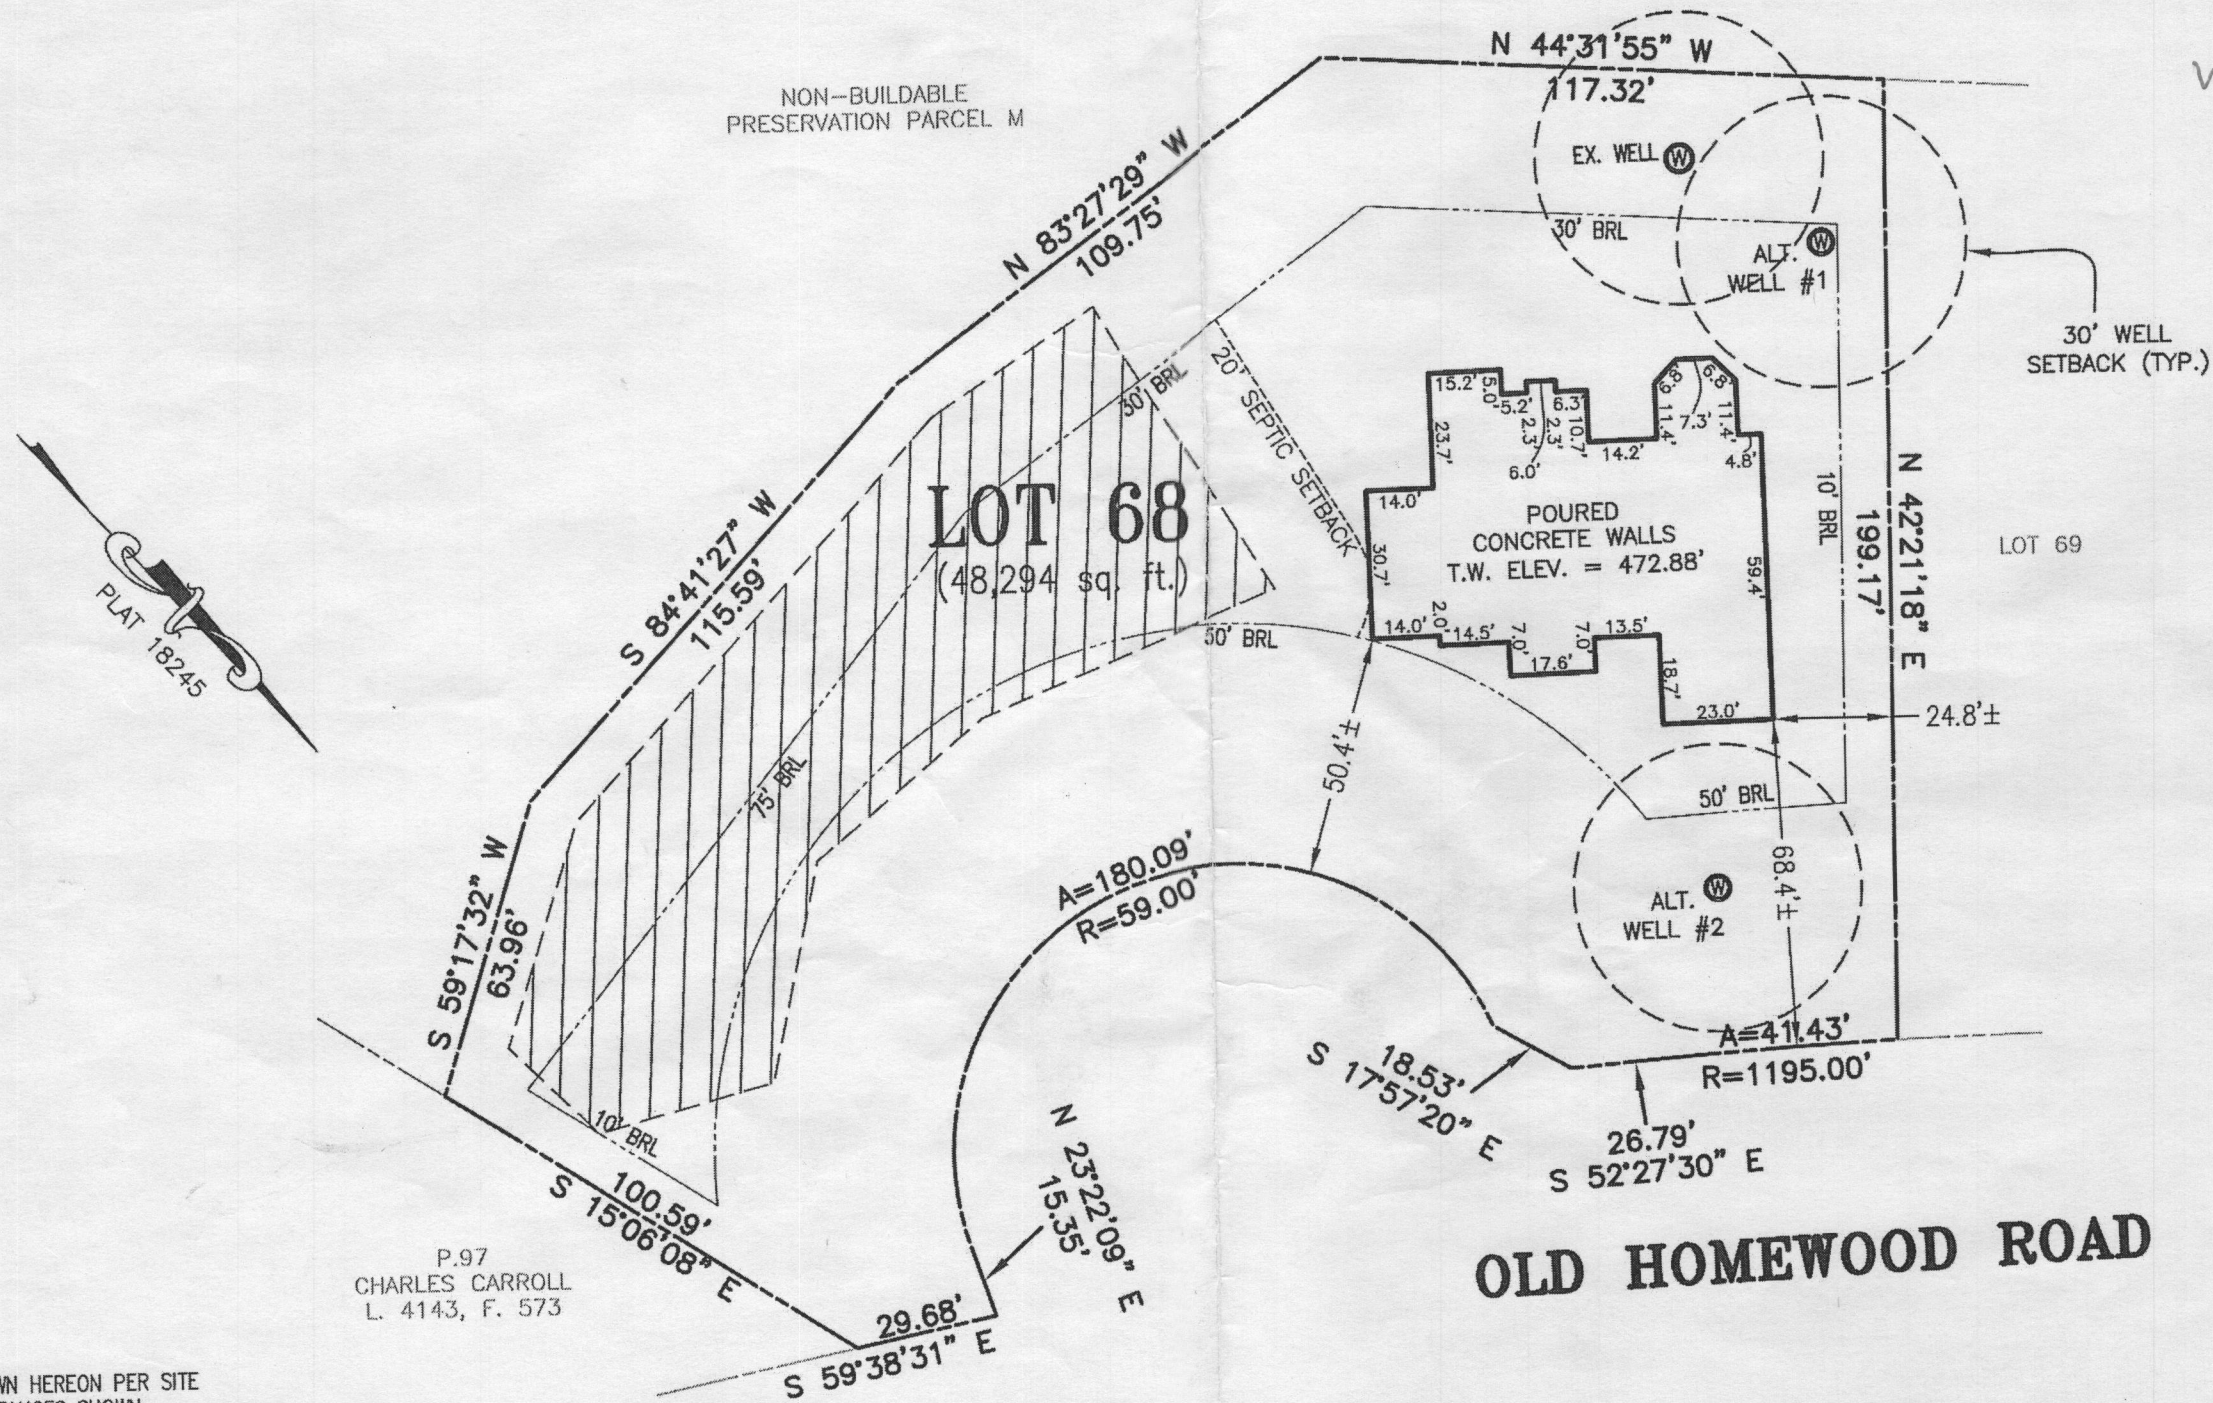 N 44°31'55" W
117.32'
NON-BUILDABLE
PRESERVATION PARCEL M
EX. WELL W
N 83°27'29" W
109.75'
30' BRL
ALT. W
WELL #1
30' WELL
SETBACK (TYP.)
20' SEPTIC SETBACK
30' BRL
15.2'
5.0'
5.2'
2.3'
6.0'
2.3'
6.3'
10.7'
14.2'
11.4'
6.8'
7.3'
6.8'
11.4'
4.8'
23.7'
14.0'
30.7'
POURED
CONCRETE WALLS
T.W. ELEV. = 472.88'
59.4'
10' BRL
N 42°21'18" E
199.17'
LOT 69
LOT 68
(48,294 sq. ft.)
S 84°41'27" W
115.59'
PLAT 18245
50' BRL
14.0'
2.0'
14.5'
7.0'
17.6'
7.0'
13.5'
18.7'
23.0'
24.8'±
50.4'±
75' BRL
50' BRL
68.4'±
A=180.09'
R=59.00'
ALT. W
WELL #2
S 59°17'32" W
63.96'
A=41.43'
R=1195.00'
18.53'
S 17°57'20" E
26.79'
S 52°27'30" E
10' BRL
100.59'
S 15°06'08" E
N 23°22'09" E
15.35'
OLD HOMEWOOD ROAD
P.97
CHARLES CARROLL
L. 4143, F. 573
29.68'
S 59°38'31" E
HEREON PER SITE